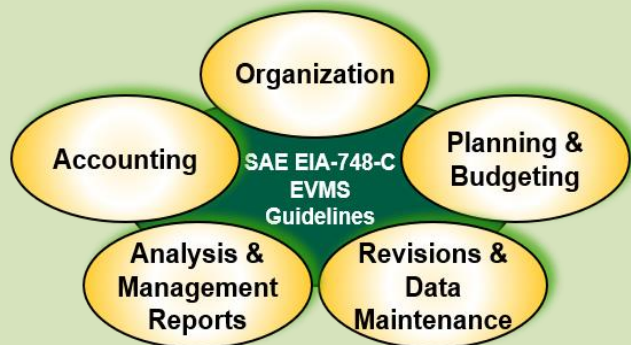 Organization
Accounting
SAE EIA-748-C
EVMS
Guidelines
Planning &
Budgeting
Analysis &
Management
Reports
Revisions &
Data
Maintenance